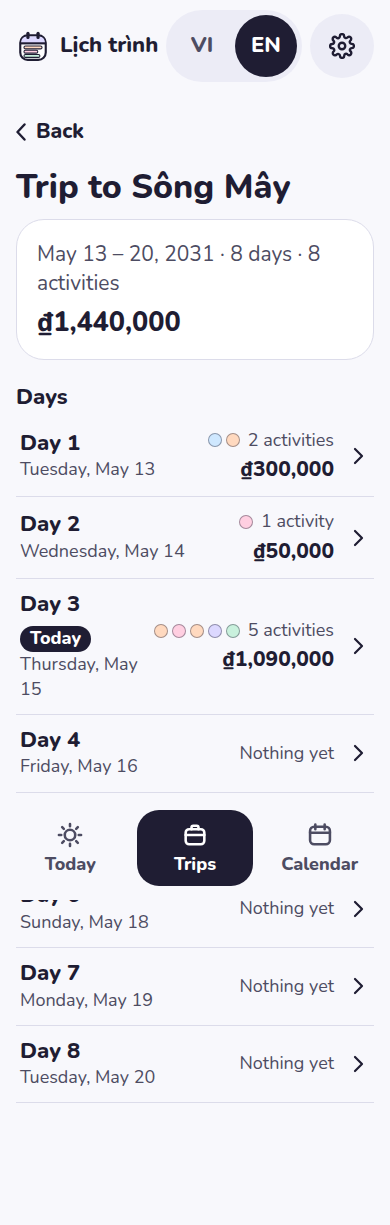 Lịch trình
VI
EN
Back
Trip to Sông Mây
May 13 – 20, 2031 · 8 days · 8
activities
₫1,440,000
Days
Day 1
2 activities
Tuesday, May 13
₫300,000
Day 2
1 activity
Wednesday, May 14
₫50,000
Day 3
Today
5 activities
Thursday, May
15
₫1,090,000
Day 4
Friday, May 16
Nothing yet
Today
Trips
Calendar
Sunday, May 18
Nothing yet
Day 7
Monday, May 19
Nothing yet
Day 8
Tuesday, May 20
Nothing yet